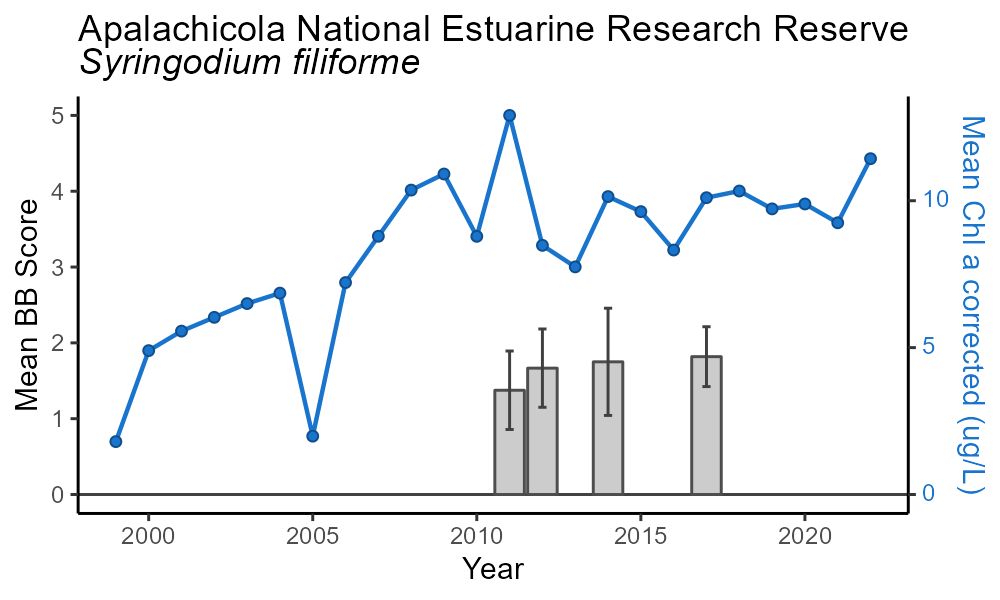 Apalachicola National Estuarine Research Reserve
Syringodium filiforme
Mean BB Score
5
4
3
2
1
0
10
5
0
Mean Chl a corrected (ug/L)
2000
2005
2010
2015
2020
Year